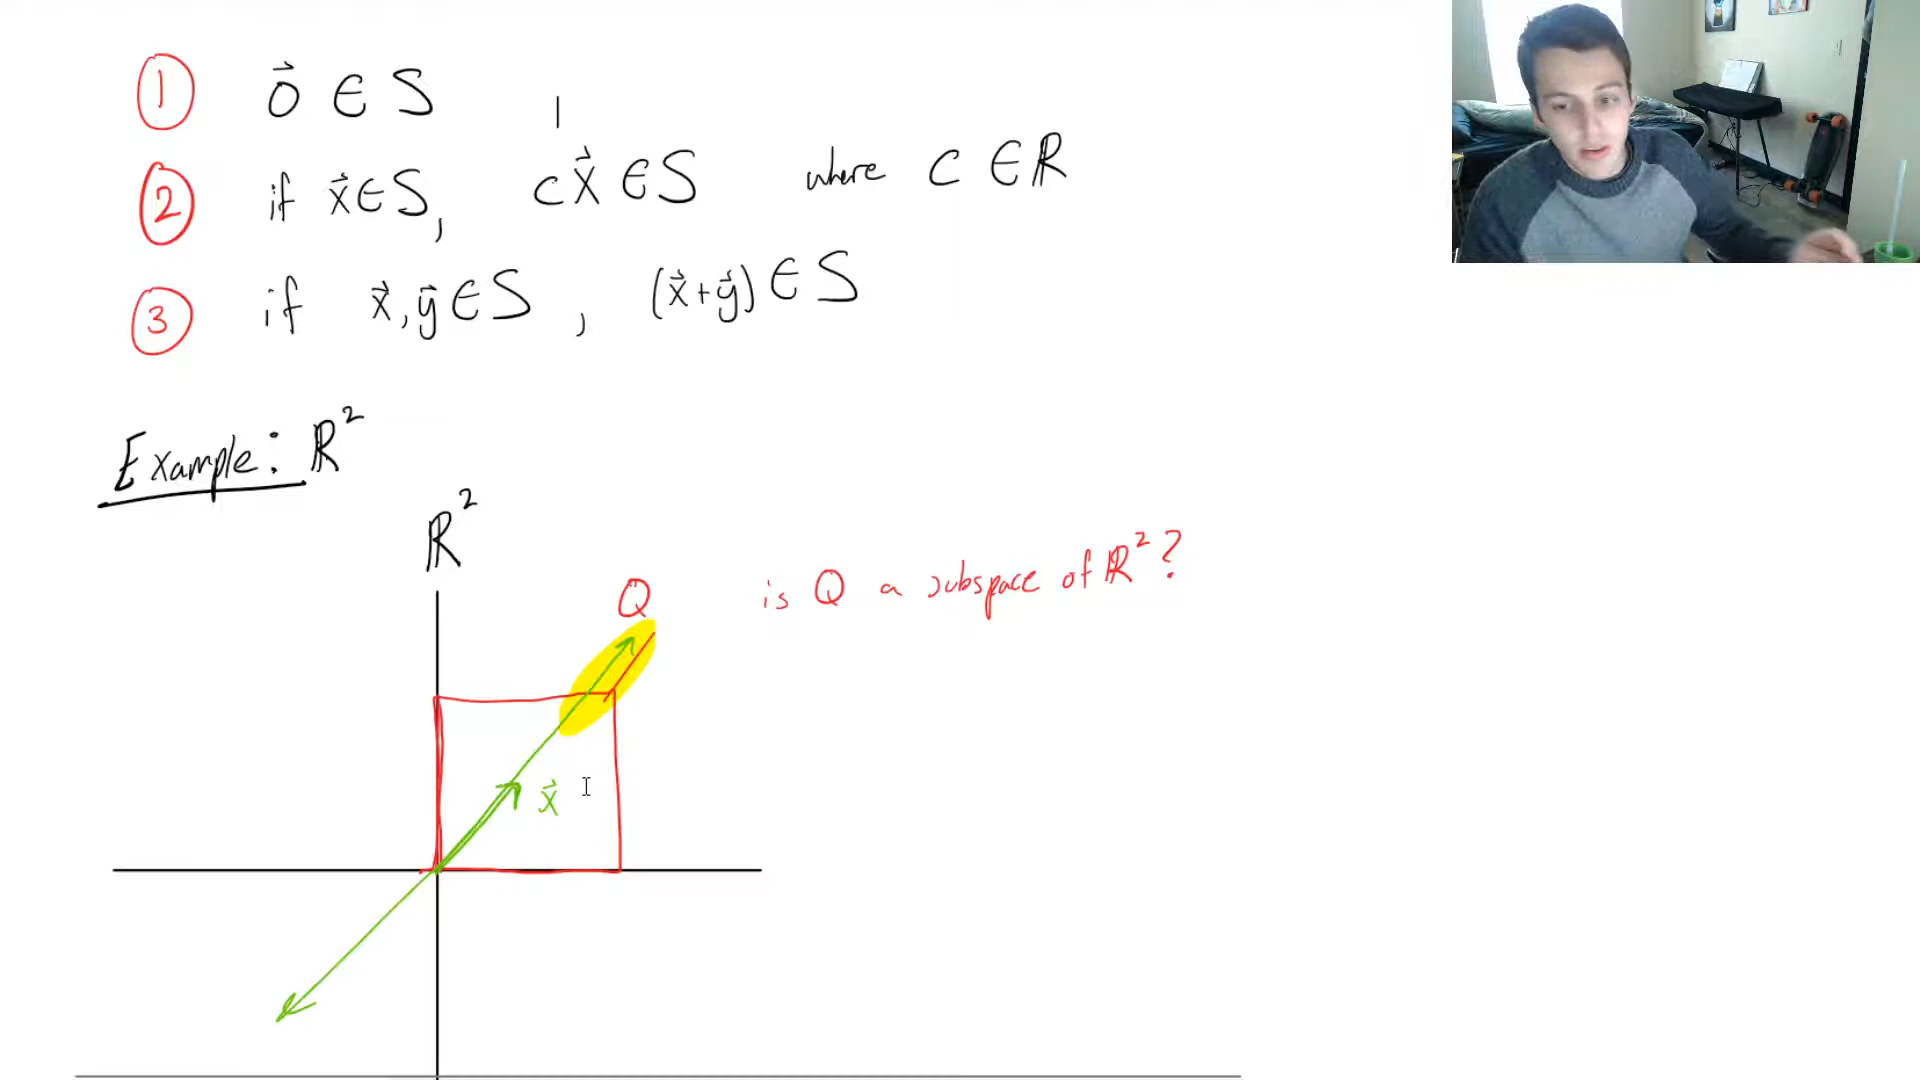 ① 0⃗ ∈ S
② if x⃗ ∈ S, cx⃗ ∈ S where c ∈ ℝ
③ if x⃗, y⃗ ∈ S, (x⃗+y⃗) ∈ S
Example: ℝ²
ℝ²
Q
is Q a subspace of ℝ²?
x⃗